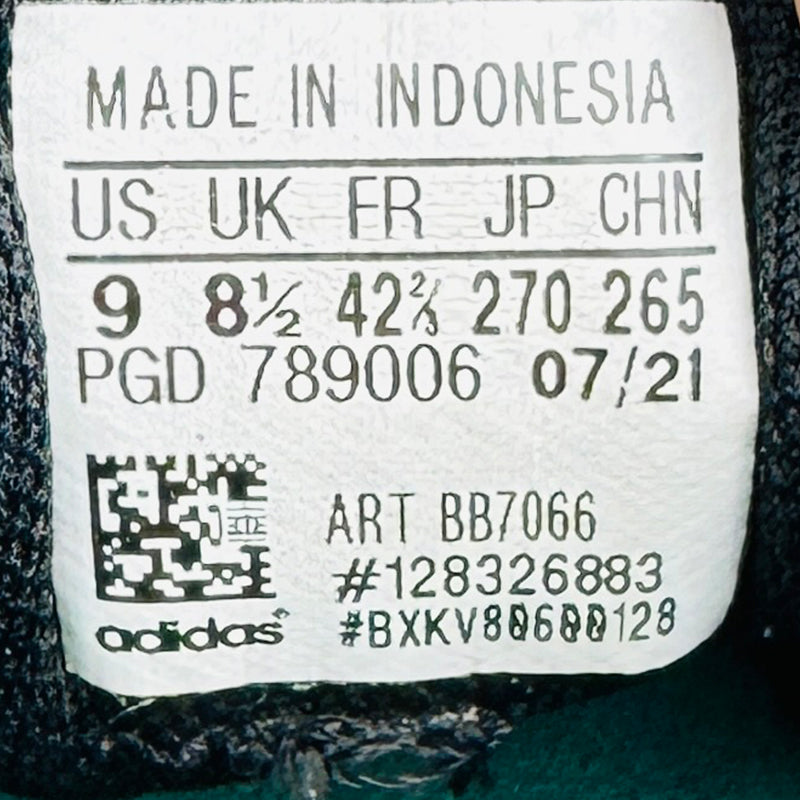 MADE IN INDONESIA
US UK FR JP CHN
9 8½ 42⅔ 270 265
PGD 789006 07/21
ART BB7066
#128326883
#BXKV80600128
adidas